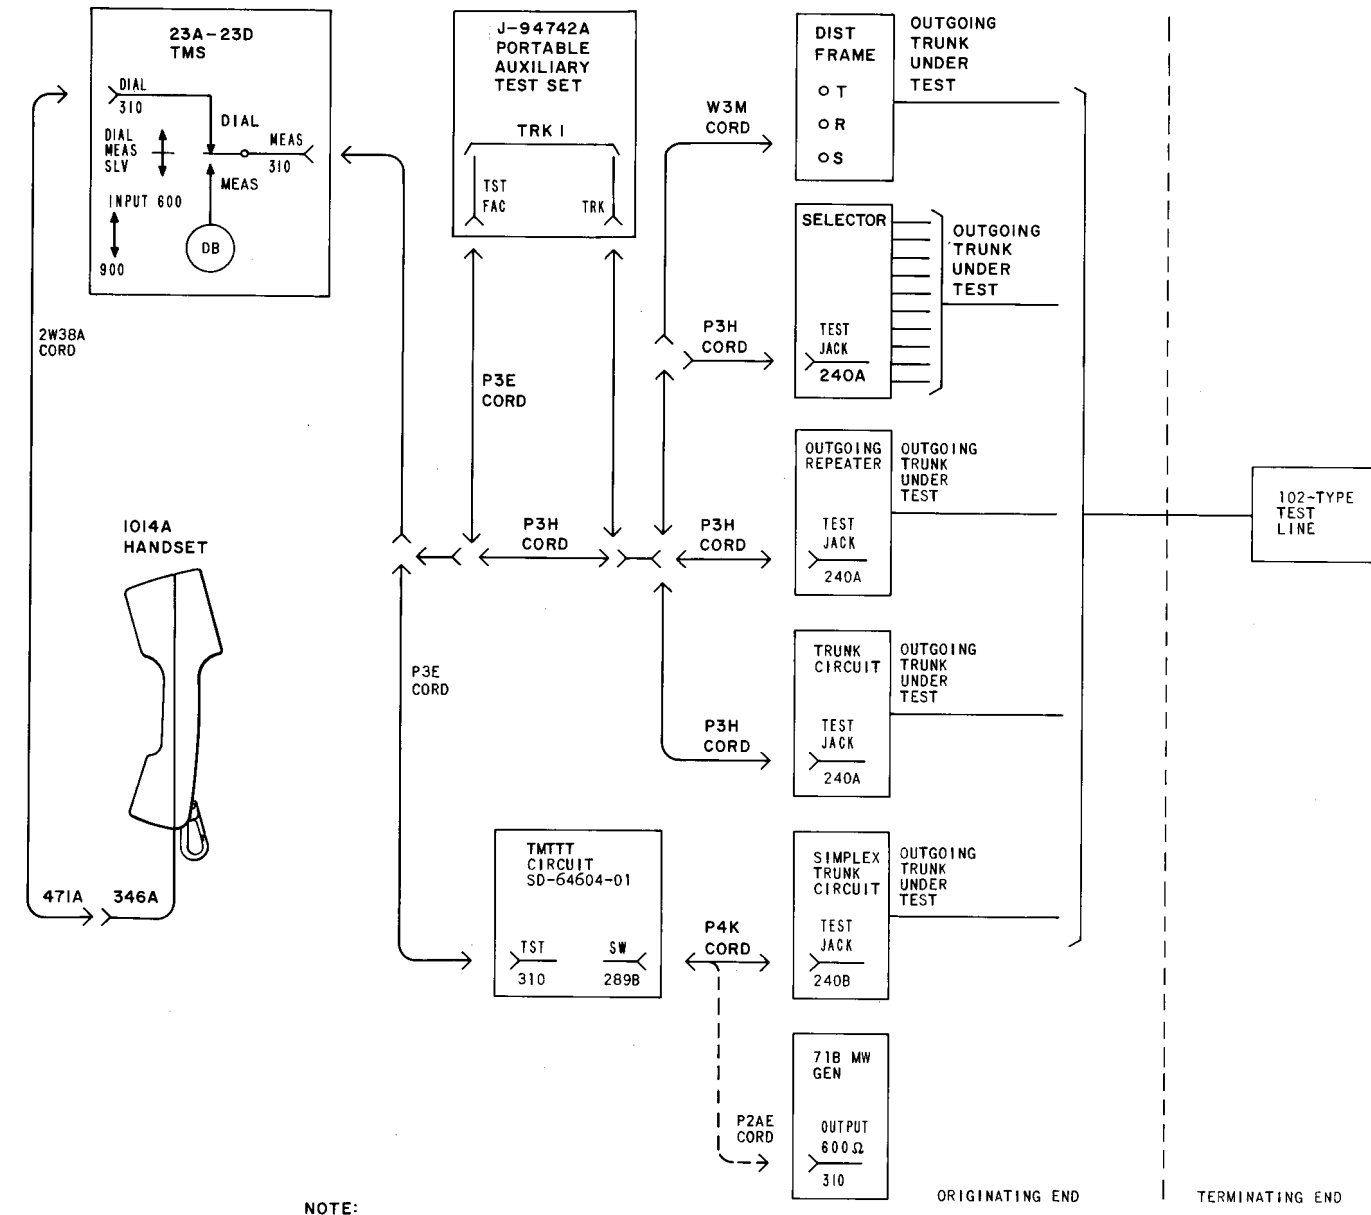 23A-23D
TMS
DIAL
310
DIAL
DIAL
MEAS
SLV
MEAS
310
MEAS
INPUT 600
900
DB
J-94742A
PORTABLE
AUXILIARY
TEST SET
TRK 1
TST
FAC
TRK
W3M
CORD
DIST
FRAME
T
R
S
OUTGOING
TRUNK
UNDER
TEST
SELECTOR
TEST
JACK
240A
OUTGOING
TRUNK
UNDER
TEST
P3H
CORD
2W38A
CORD
P3E
CORD
OUTGOING
REPEATER
TEST
JACK
240A
OUTGOING
TRUNK
UNDER
TEST
P3H
CORD
P3H
CORD
102-TYPE
TEST
LINE
1014A
HANDSET
P3E
CORD
TRUNK
CIRCUIT
TEST
JACK
240A
OUTGOING
TRUNK
UNDER
TEST
P3H
CORD
471A
346A
TMTTT
CIRCUIT
SD-64604-01
TST
310
SW
289B
P4K
CORD
SIMPLEX
TRUNK
CIRCUIT
TEST
JACK
240B
OUTGOING
TRUNK
UNDER
TEST
71B MW
GEN
OUTPUT
600Ω
310
P2AE
CORD
ORIGINATING END
TERMINATING END
NOTE: